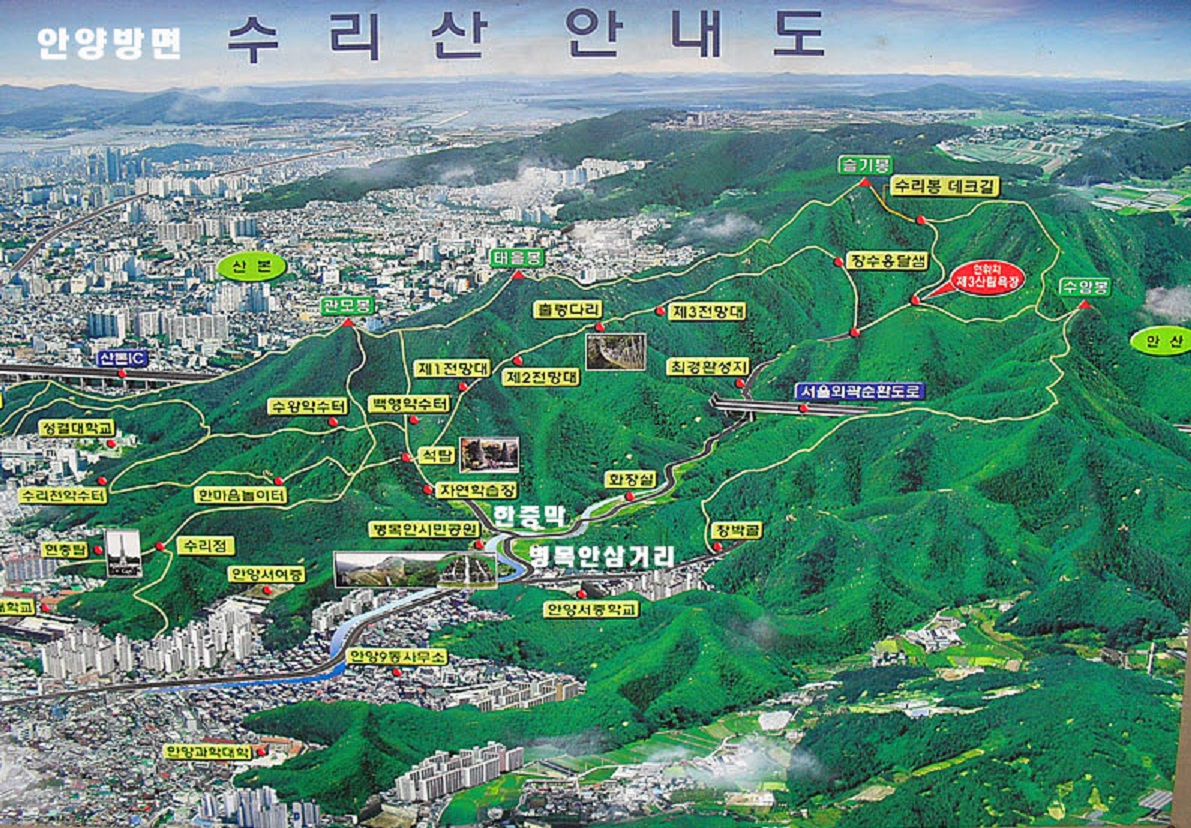 안양방면
수리산 안내도
슬기봉
수리봉 데크길
태을봉
장수옹달샘
산 본
현위치
제3산림욕장
수암봉
관모봉
출렁다리
제3전망대
안 산
산본IC
제1전망대
제2전망대
최경환성지
서울외곽순환도로
수암약수터
백영약수터
성결대학교
석탑
수리천약수터
한마음놀이터
자연학습장
화장실
한증막
병목안시민공원
창박골
현충탑
수리정
병목안삼거리
안양서여중
안양서중학교
안양9동사무소
안양과학대학